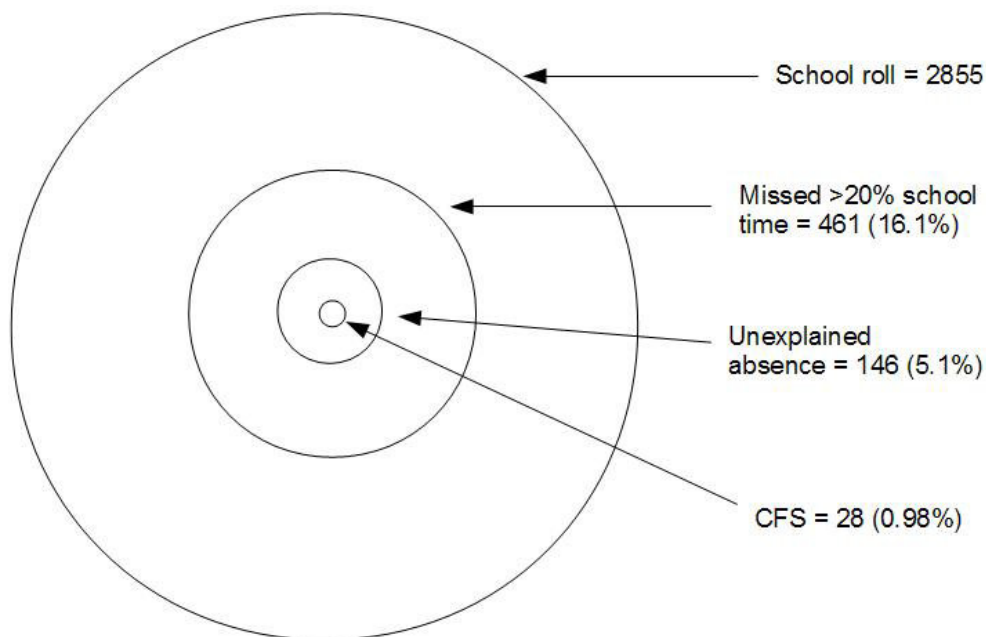 School roll = 2855
Missed >20% school
time = 461 (16.1%)
Unexplained
absence = 146 (5.1%)
CFS = 28 (0.98%)